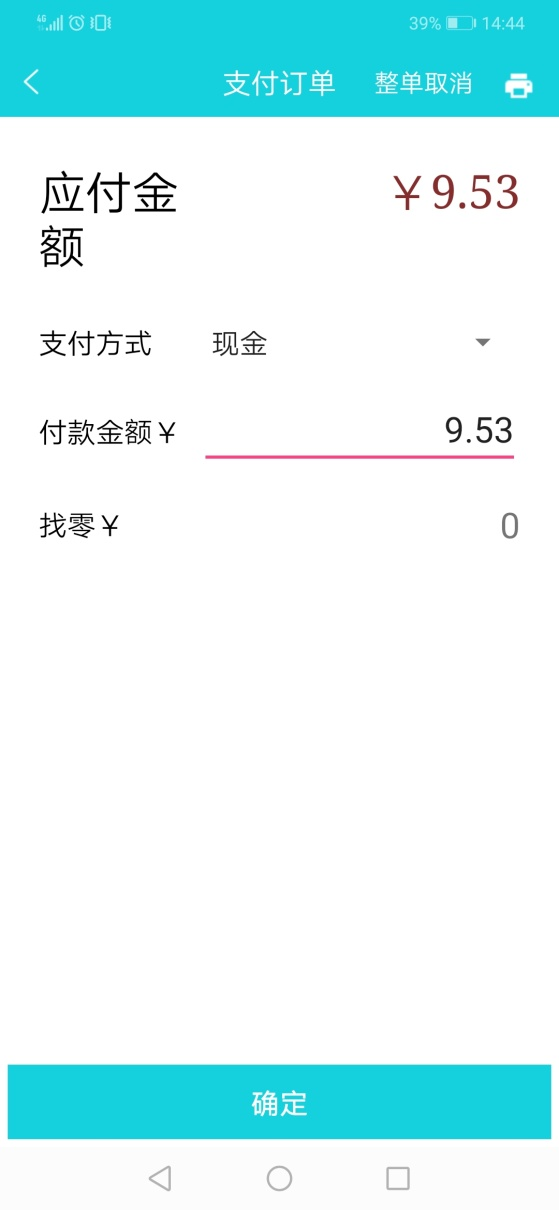 4G 39% 14:44
支付订单 整单取消
应付金 ￥9.53
额
支付方式 现金
付款金额￥ 9.53
找零￥ 0
确定